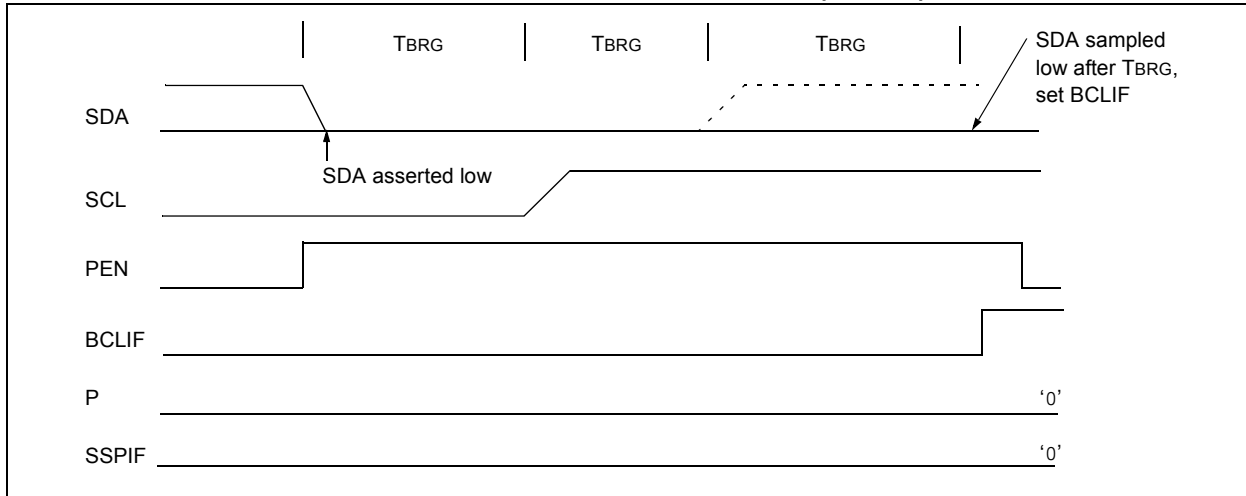 TBRG TBRG TBRG
SDA sampled
low after TBRG,
set BCLIF
SDA
SDA asserted low
SCL
PEN
BCLIF
P ‘0’
SSPIF ‘0’